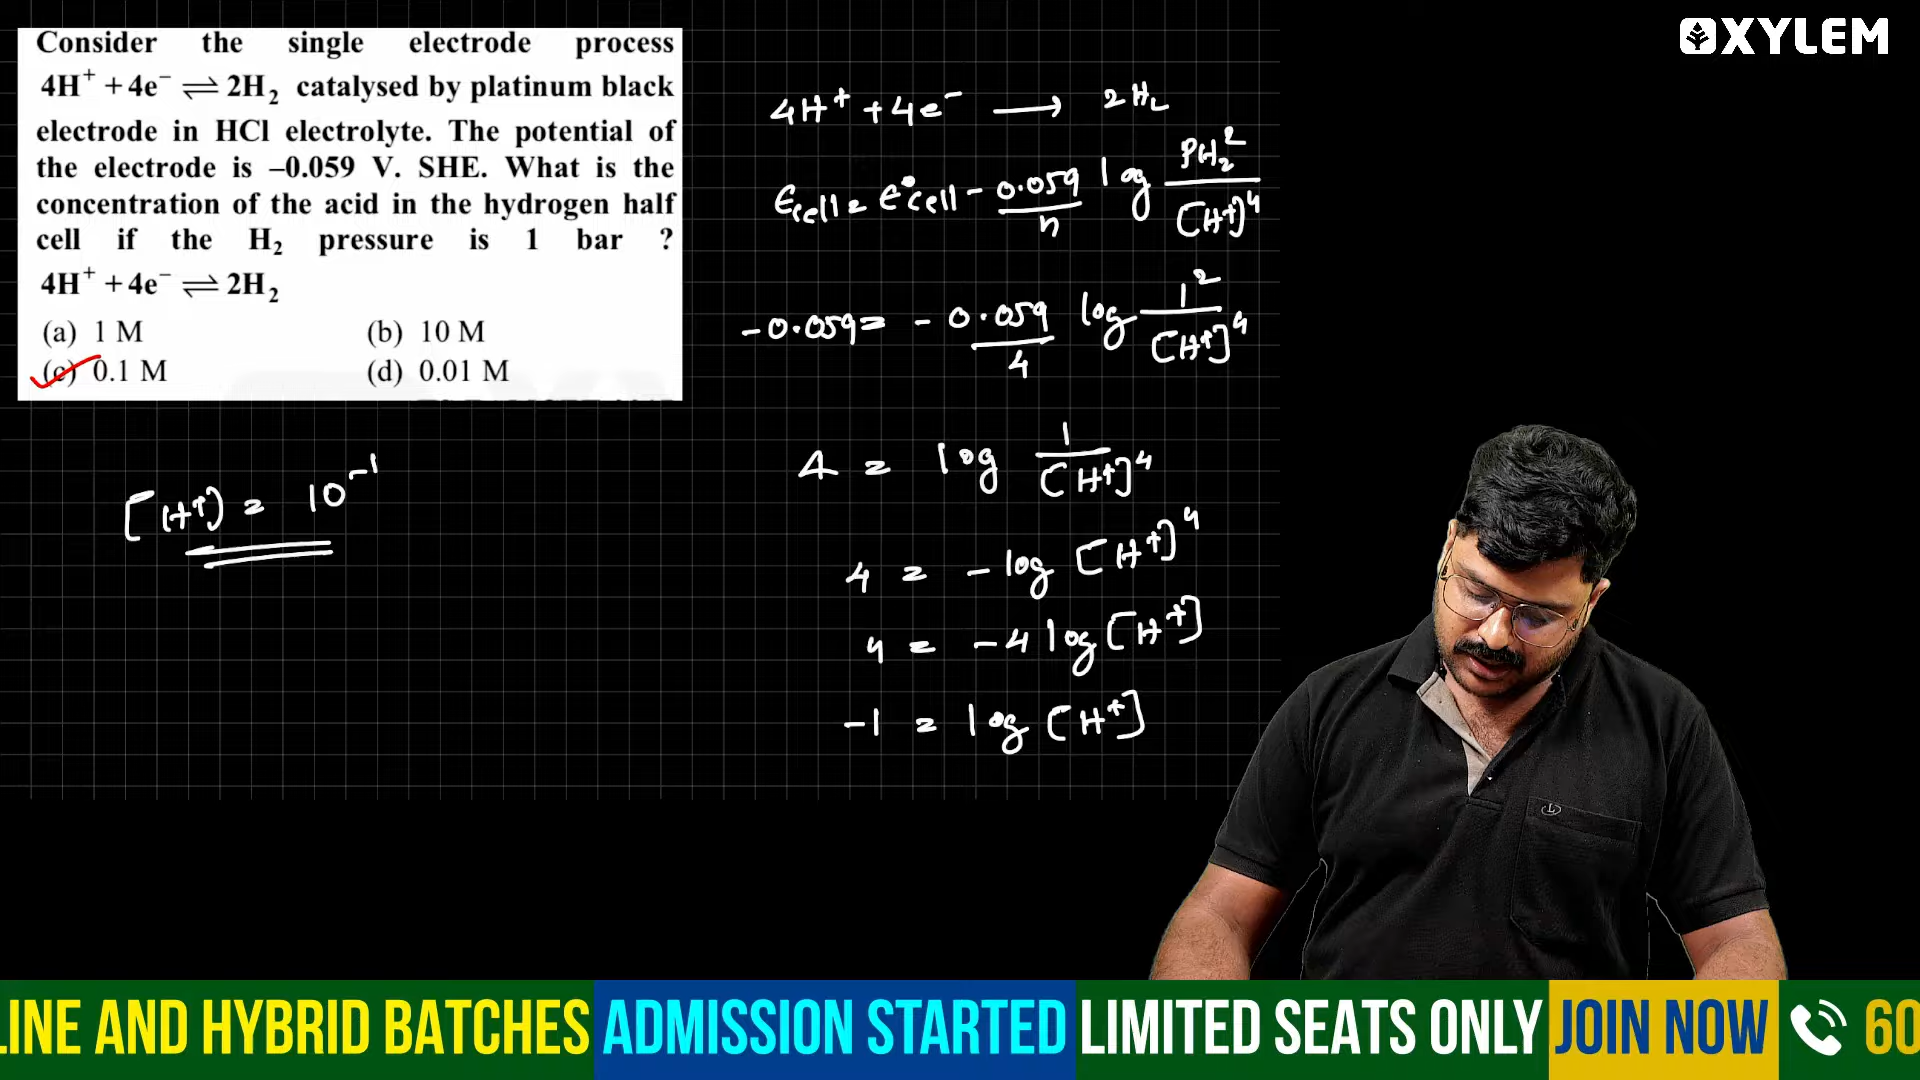 OXYLEM
Consider the single electrode process
4H⁺ + 4e⁻ ⇌ 2H₂ catalysed by platinum black
electrode in HCl electrolyte. The potential of
the electrode is –0.059 V. SHE. What is the
concentration of the acid in the hydrogen half
cell if the H₂ pressure is 1 bar ?
4H⁺ + 4e⁻ ⇌ 2H₂
(a) 1 M (b) 10 M
(c) 0.1 M (d) 0.01 M
[H⁺) = 10⁻¹
4H⁺ + 4e⁻ ⟶ 2H₂
Ecell = E°cell - 0.059/n log PH₂²/[H⁺]⁴
-0.059 = - 0.059/4 log 1²/[H⁺]⁴
4 = log 1/[H⁺]⁴
4 = - log [H⁺]⁴
4 = -4 log [H⁺]
-1 = log [H⁺]
LINE AND HYBRID BATCHES ADMISSION STARTED LIMITED SEATS ONLY JOIN NOW 60